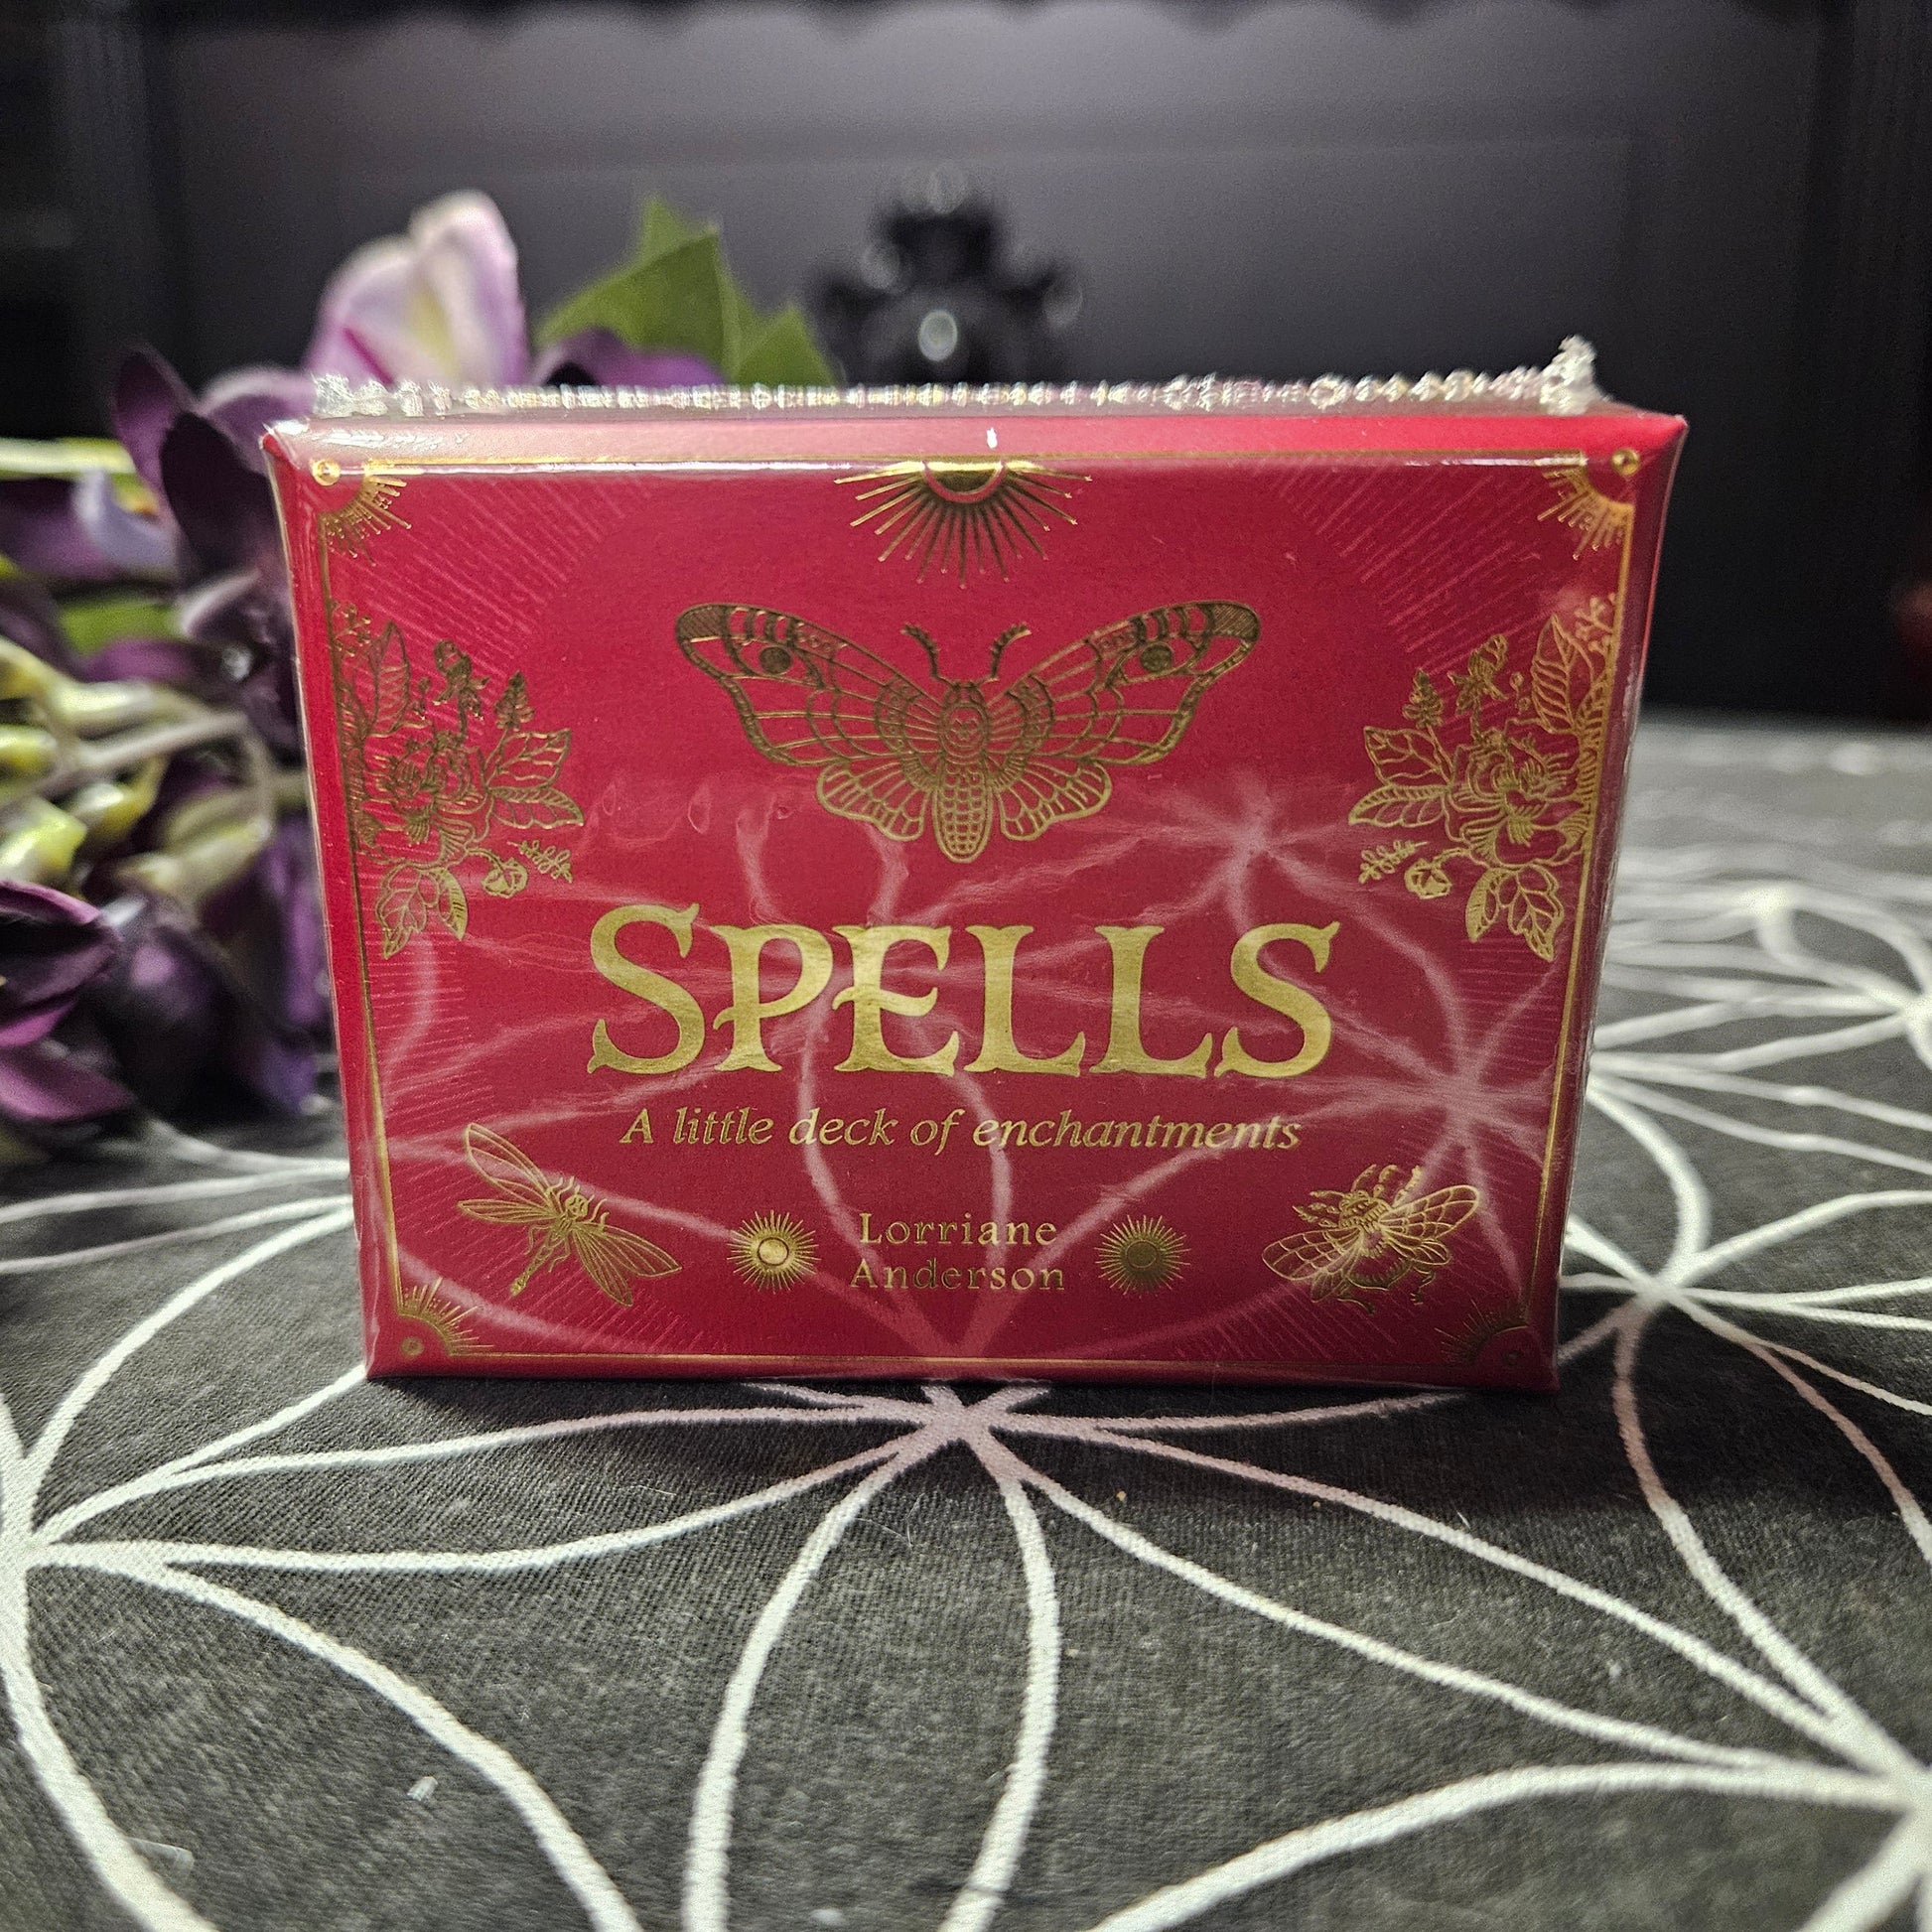 SPELLS
A little deck of enchantments
Lorriane
Anderson